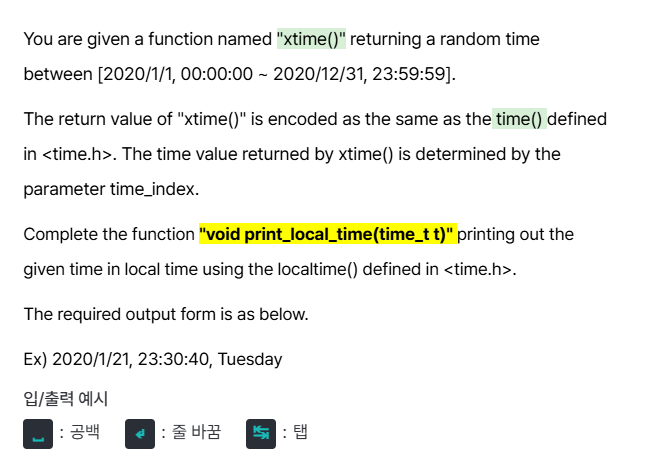 You are given a function named "xtime()" returning a random time
between [2020/1/1, 00:00:00 ~ 2020/12/31, 23:59:59].
The return value of "xtime()" is encoded as the same as the time() defined
in <time.h>. The time value returned by xtime() is determined by the
parameter time_index.
Complete the function "void print_local_time(time_t t)" printing out the
given time in local time using the localtime() defined in <time.h>.
The required output form is as below.
Ex) 2020/1/21, 23:30:40, Tuesday
입/출력 예시
␣ : 공백 ↲ : 줄 바꿈 ↹ : 탭